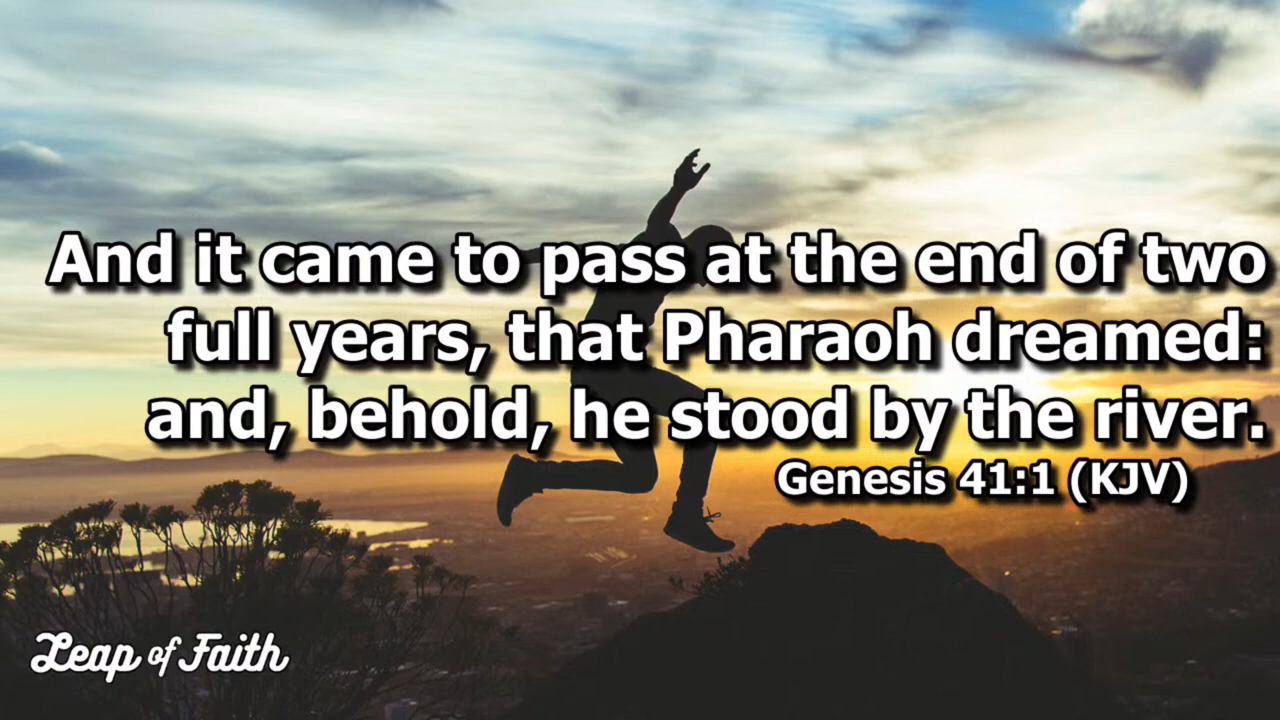 And it came to pass at the end of two
full years, that Pharaoh dreamed:
and, behold, he stood by the river.
Genesis 41:1 (KJV)
Leap of Faith